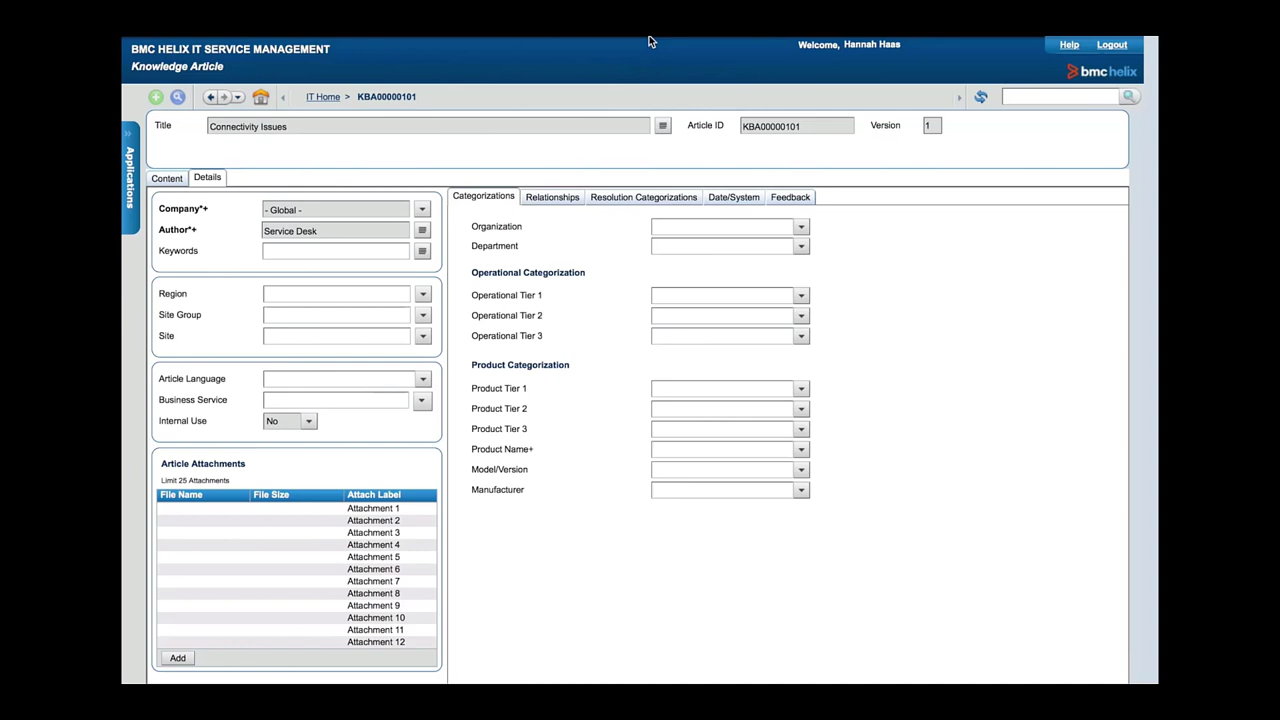 BMC HELIX IT SERVICE MANAGEMENT
Welcome, Hannah Haas
Help
Logout
Knowledge Article
bmc helix
IT Home > KBA00000101
Title
Connectivity Issues
Article ID
KBA00000101
Version
1
Applications
Content
Details
Company*+
- Global -
Author*+
Service Desk
Keywords
Region
Site Group
Site
Article Language
Business Service
Internal Use
No
Article Attachments
Limit 25 Attachments
File Name File Size Attach Label
Attachment 1
Attachment 2
Attachment 3
Attachment 4
Attachment 5
Attachment 6
Attachment 7
Attachment 8
Attachment 9
Attachment 10
Attachment 11
Attachment 12
Add
Categorizations
Relationships
Resolution Categorizations
Date/System
Feedback
Organization
Department
Operational Categorization
Operational Tier 1
Operational Tier 2
Operational Tier 3
Product Categorization
Product Tier 1
Product Tier 2
Product Tier 3
Product Name+
Model/Version
Manufacturer